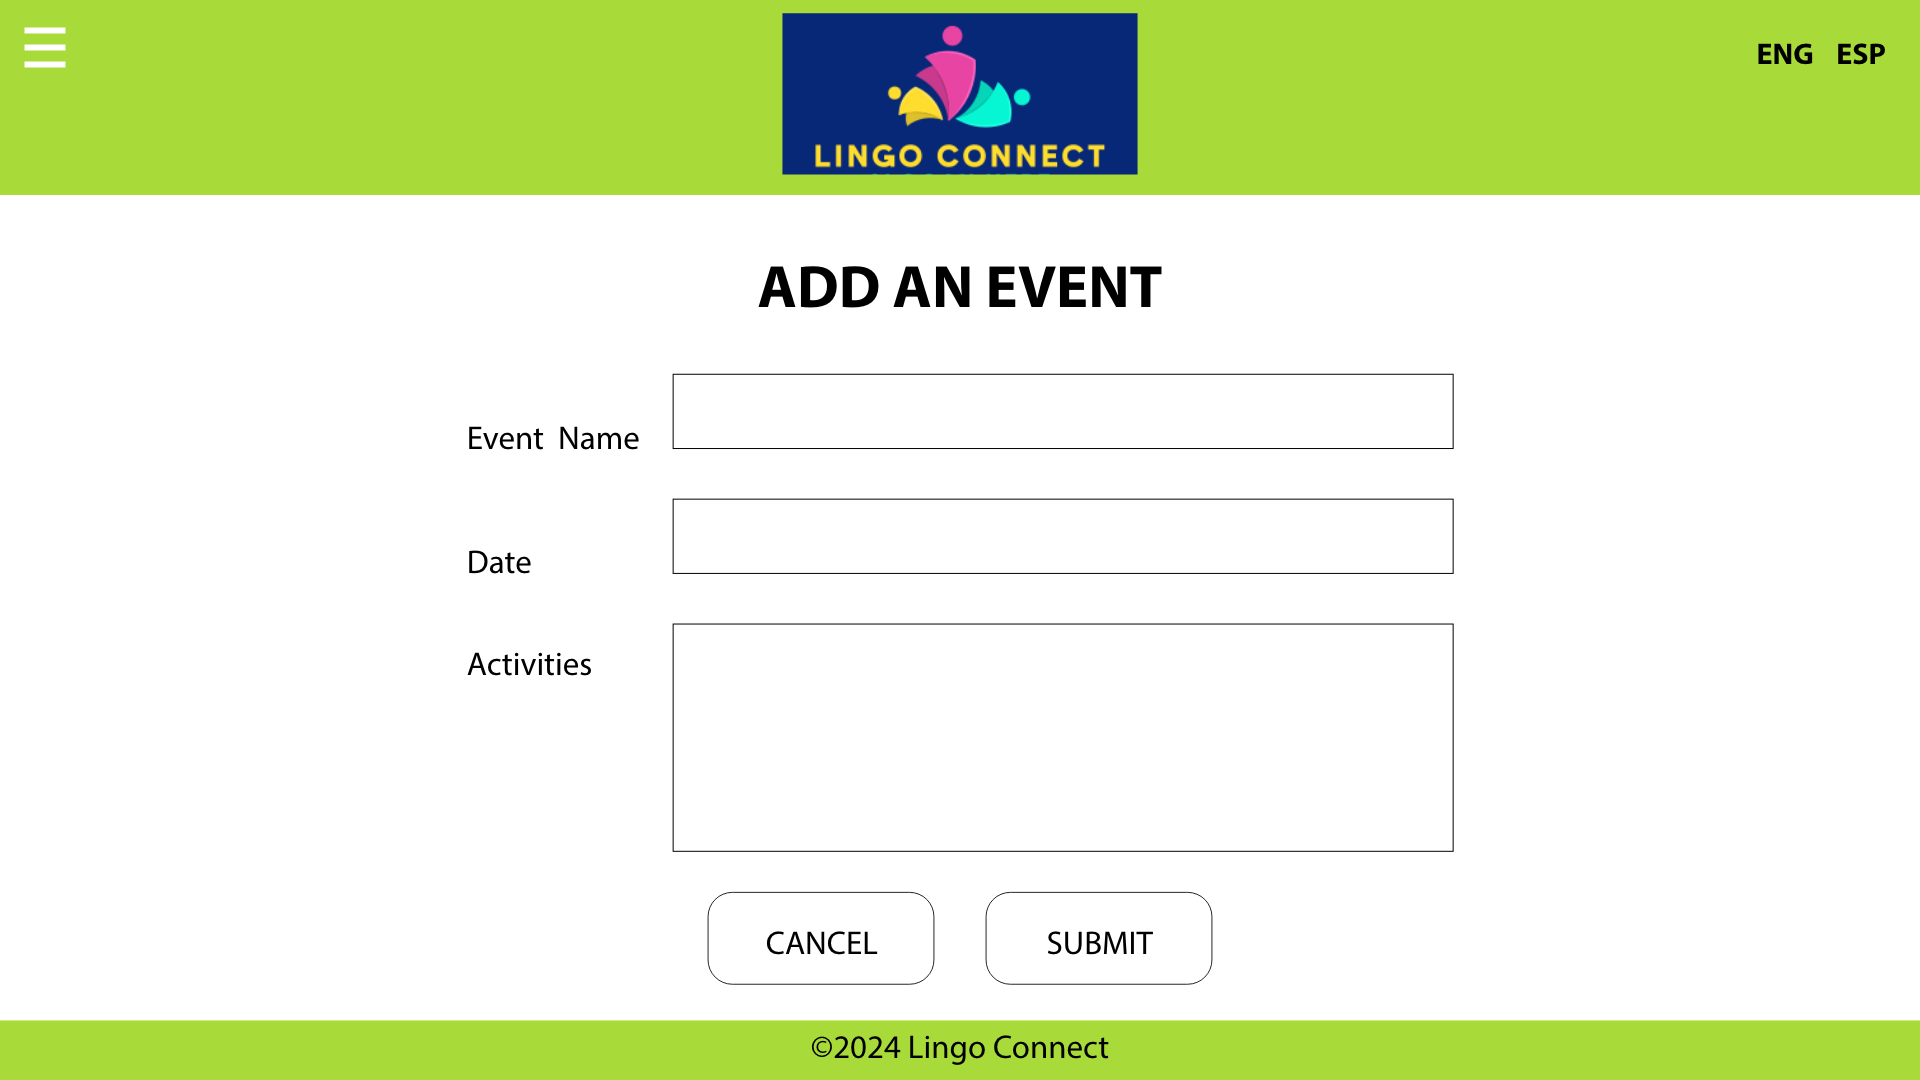 ENG ESP
LINGO CONNECT
ADD AN EVENT
Event Name
Date
Activities
CANCEL
SUBMIT
©2024 Lingo Connect